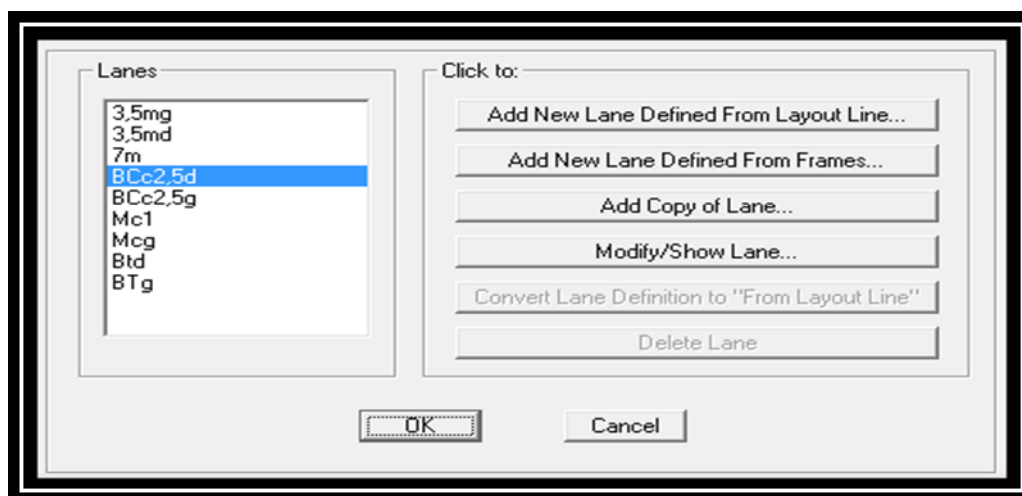 Lanes
3,5mg
3,5md
7m
BCc2,5d
BCc2,5g
Mc1
Mcg
Btd
BTg
Click to:
Add New Lane Defined From Layout Line...
Add New Lane Defined From Frames...
Add Copy of Lane...
Modify/Show Lane...
Convert Lane Definition to "From Layout Line"
Delete Lane
OK
Cancel